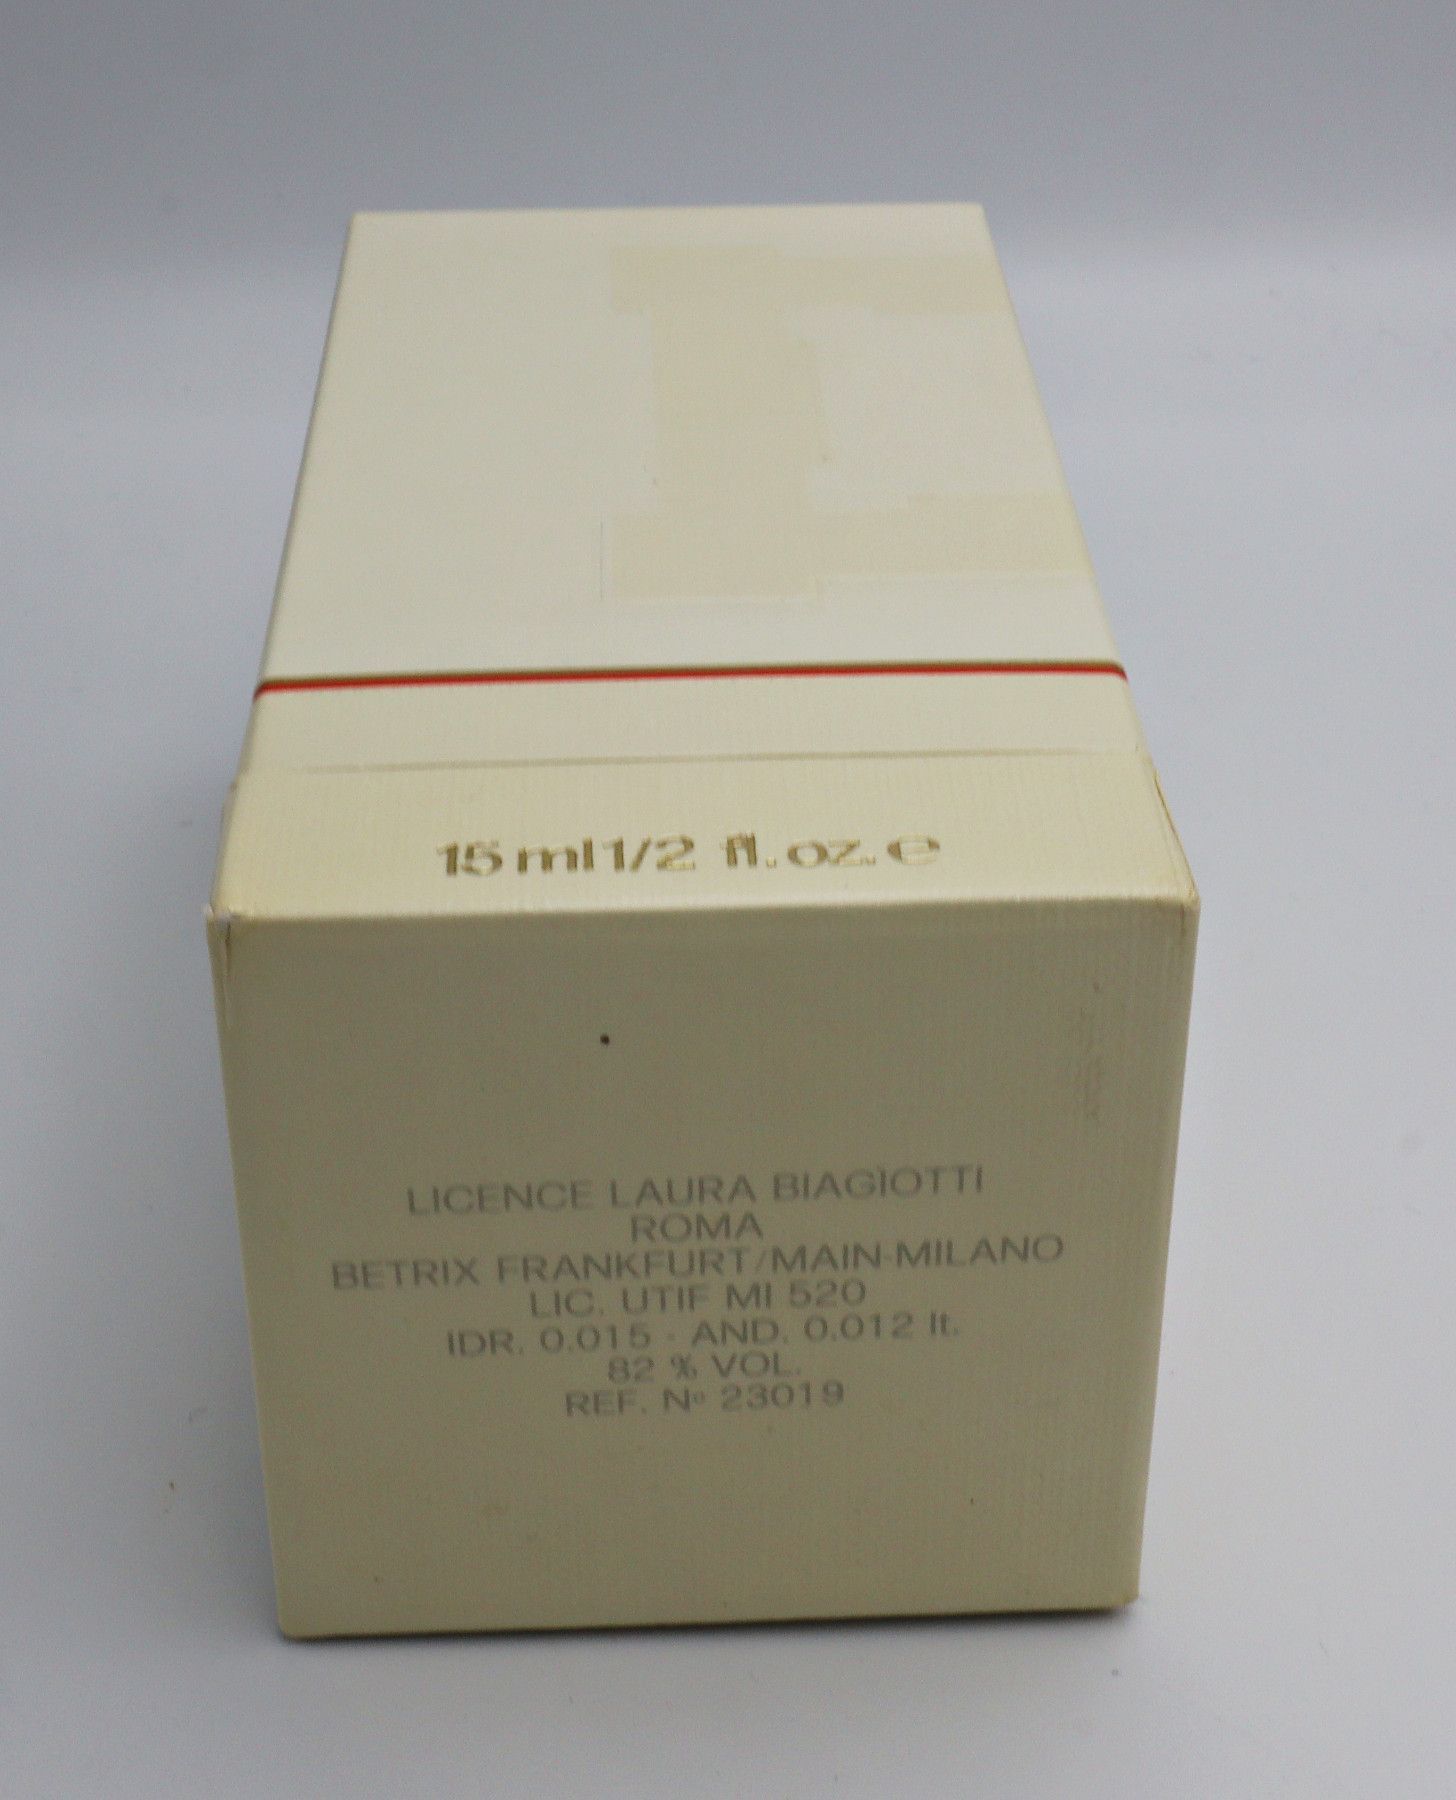 15 ml 1/2 fl. oz. e
LICENCE LAURA BIAGIOTTI
ROMA
BETRIX FRANKFURT/MAIN-MILANO
LIC. UTIF MI 520
IDR. 0.015 - AND. 0.012 lt.
82 % VOL.
REF. Nº 23019